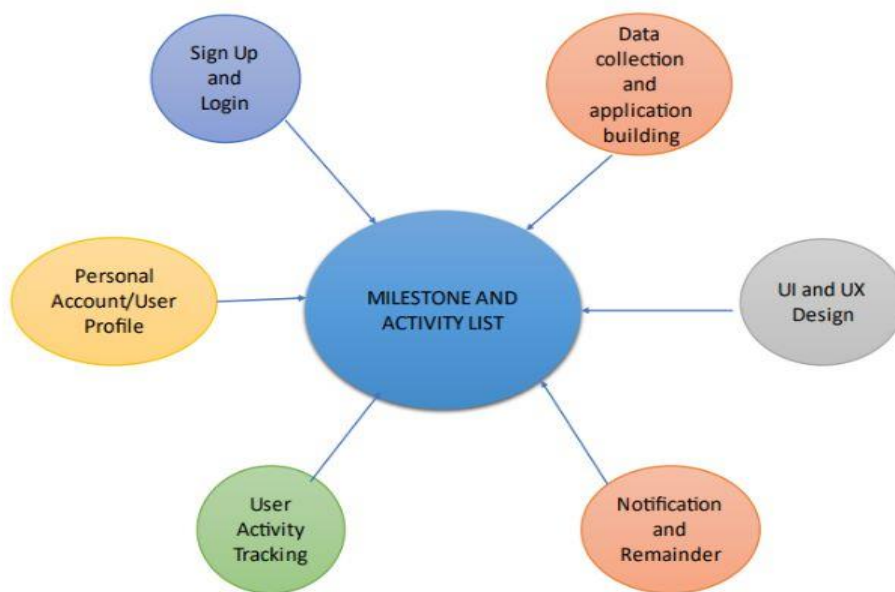 Sign Up
and
Login
Data
collection
and
application
building
Personal
Account/User
Profile
MILESTONE AND
ACTIVITY LIST
UI and UX
Design
User
Activity
Tracking
Notification
and
Remainder